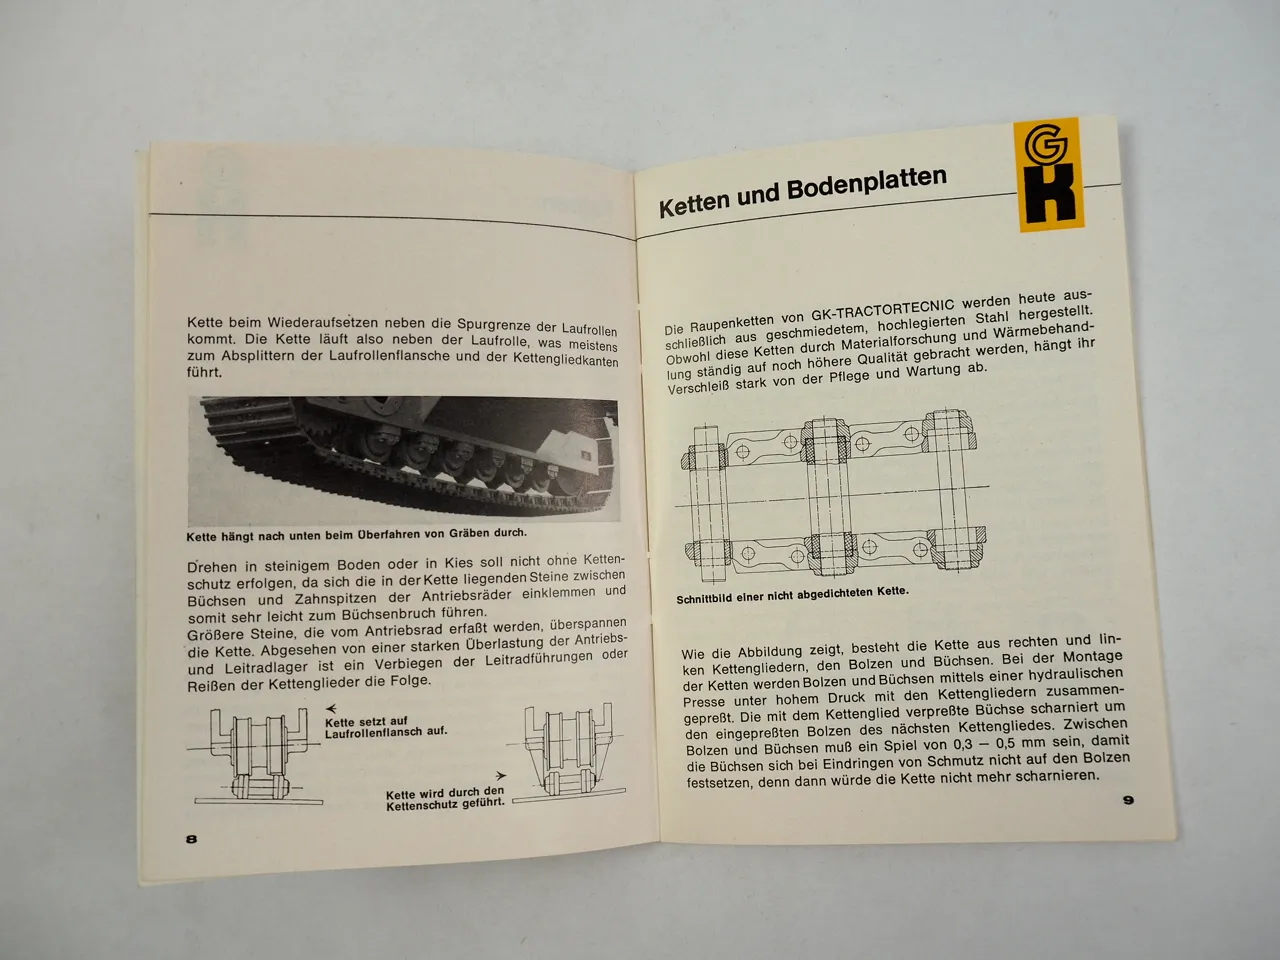 Kette beim Wiederaufsetzen neben die Spurgrenze der Laufrollen
kommt. Die Kette läuft also neben der Laufrolle, was meistens
zum Absplittern der Laufrollenflansche und der Kettengliedkanten
führt.
Kette hängt nach unten beim Überfahren von Gräben durch.
Drehen in steinigem Boden oder in Kies soll nicht ohne Ketten-
schutz erfolgen, da sich die in der Kette liegenden Steine zwischen
Büchsen und Zahnspitzen der Antriebsräder einklemmen und
somit sehr leicht zum Büchsenbruch führen.
Größere Steine, die vom Antriebsrad erfaßt werden, überspannen
die Kette. Abgesehen von einer starken Überlastung der Antriebs-
und Leitradlager ist ein Verbiegen der Leitradführungen oder
Reißen der Kettenglieder die Folge.
Kette setzt auf
Laufrollenflansch auf.
Kette wird durch den
Kettenschutz geführt.
8
Ketten und Bodenplatten
GK
Die Raupenketten von GK-TRACTORTECNIC werden heute aus-
schließlich aus geschmiedetem, hochlegierten Stahl hergestellt.
Obwohl diese Ketten durch Materialforschung und Wärmebehand-
lung ständig auf noch höhere Qualität gebracht werden, hängt ihr
Verschleiß stark von der Pflege und Wartung ab.
Schnittbild einer nicht abgedichteten Kette.
Wie die Abbildung zeigt, besteht die Kette aus rechten und lin-
ken Kettengliedern, den Bolzen und Büchsen. Bei der Montage
der Ketten werden Bolzen und Büchsen mittels einer hydraulischen
Presse unter hohem Druck mit den Kettengliedern zusammen-
gepreßt. Die mit dem Kettenglied verpreßte Büchse scharniert um
den eingepreßten Bolzen des nächsten Kettengliedes. Zwischen
Bolzen und Büchsen muß ein Spiel von 0,3 – 0,5 mm sein, damit
die Büchsen sich bei Eindringen von Schmutz nicht auf den Bolzen
festsetzen, denn dann würde die Kette nicht mehr scharnieren.
9